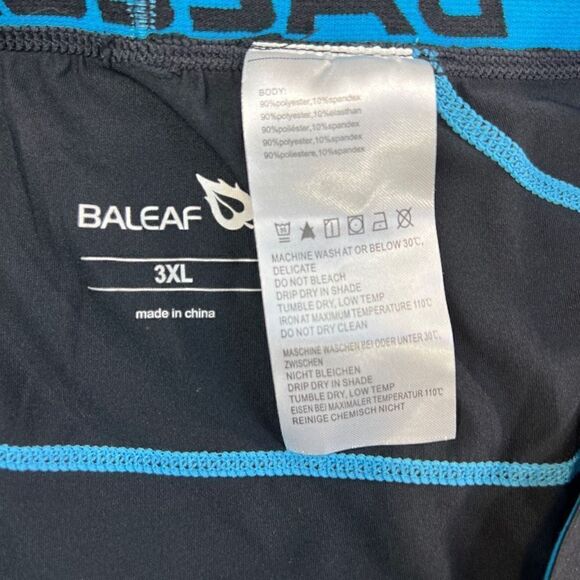 BALEAF
3XL
made in china
BODY:
90%polyester,10%spandex
90%polyester,10%elasthan
90%poliéster,10%spandex
90%polyester,10%spandex
90%poliestere,10%spandex
MACHINE WASH AT OR BELOW 30℃,
DELICATE
DO NOT BLEACH
DRIP DRY IN SHADE
TUMBLE DRY, LOW TEMP
IRON AT MAXIMUM TEMPERATURE 110℃
DO NOT DRY CLEAN
MASCHINE WASCHEN BEI ODER UNTER 30℃,
ZWISCHEN
NICHT BLEICHEN
DRIP DRY IN SHADE
TUMBLE DRY, LOW TEMP
EISEN BEI MAXIMALER TEMPERATUR 110℃
REINIGE CHEMISCH NICHT